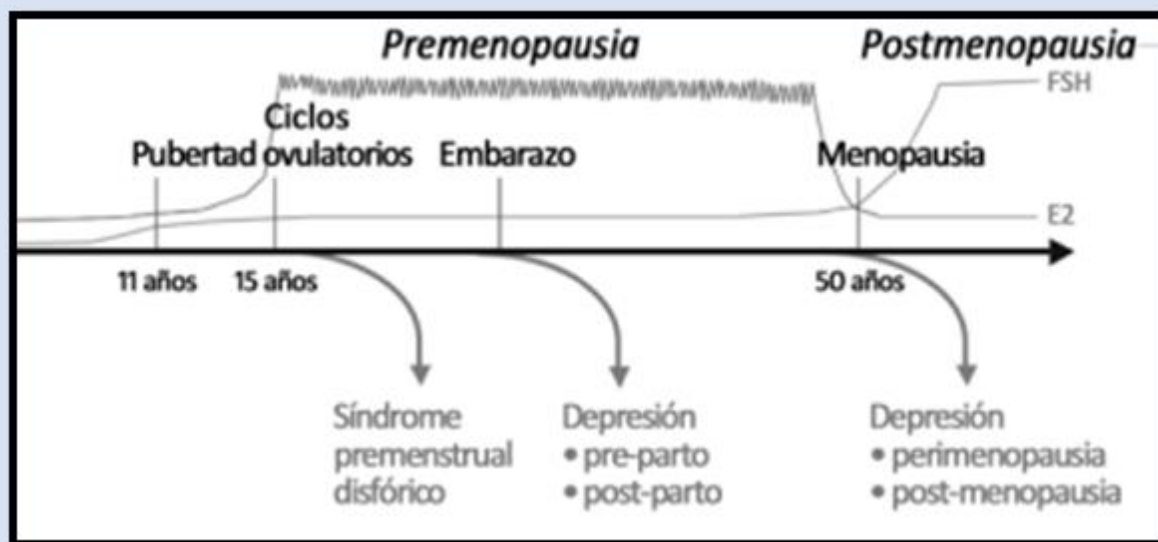 Premenopausia Postmenopausia
FSH
Ciclos
Pubertad ovulatorios Embarazo Menopausia
E2
11 años 15 años 50 años
Síndrome
premenstrual
disfórico
Depresión
• pre-parto
• post-parto
Depresión
• perimenopausia
• post-menopausia